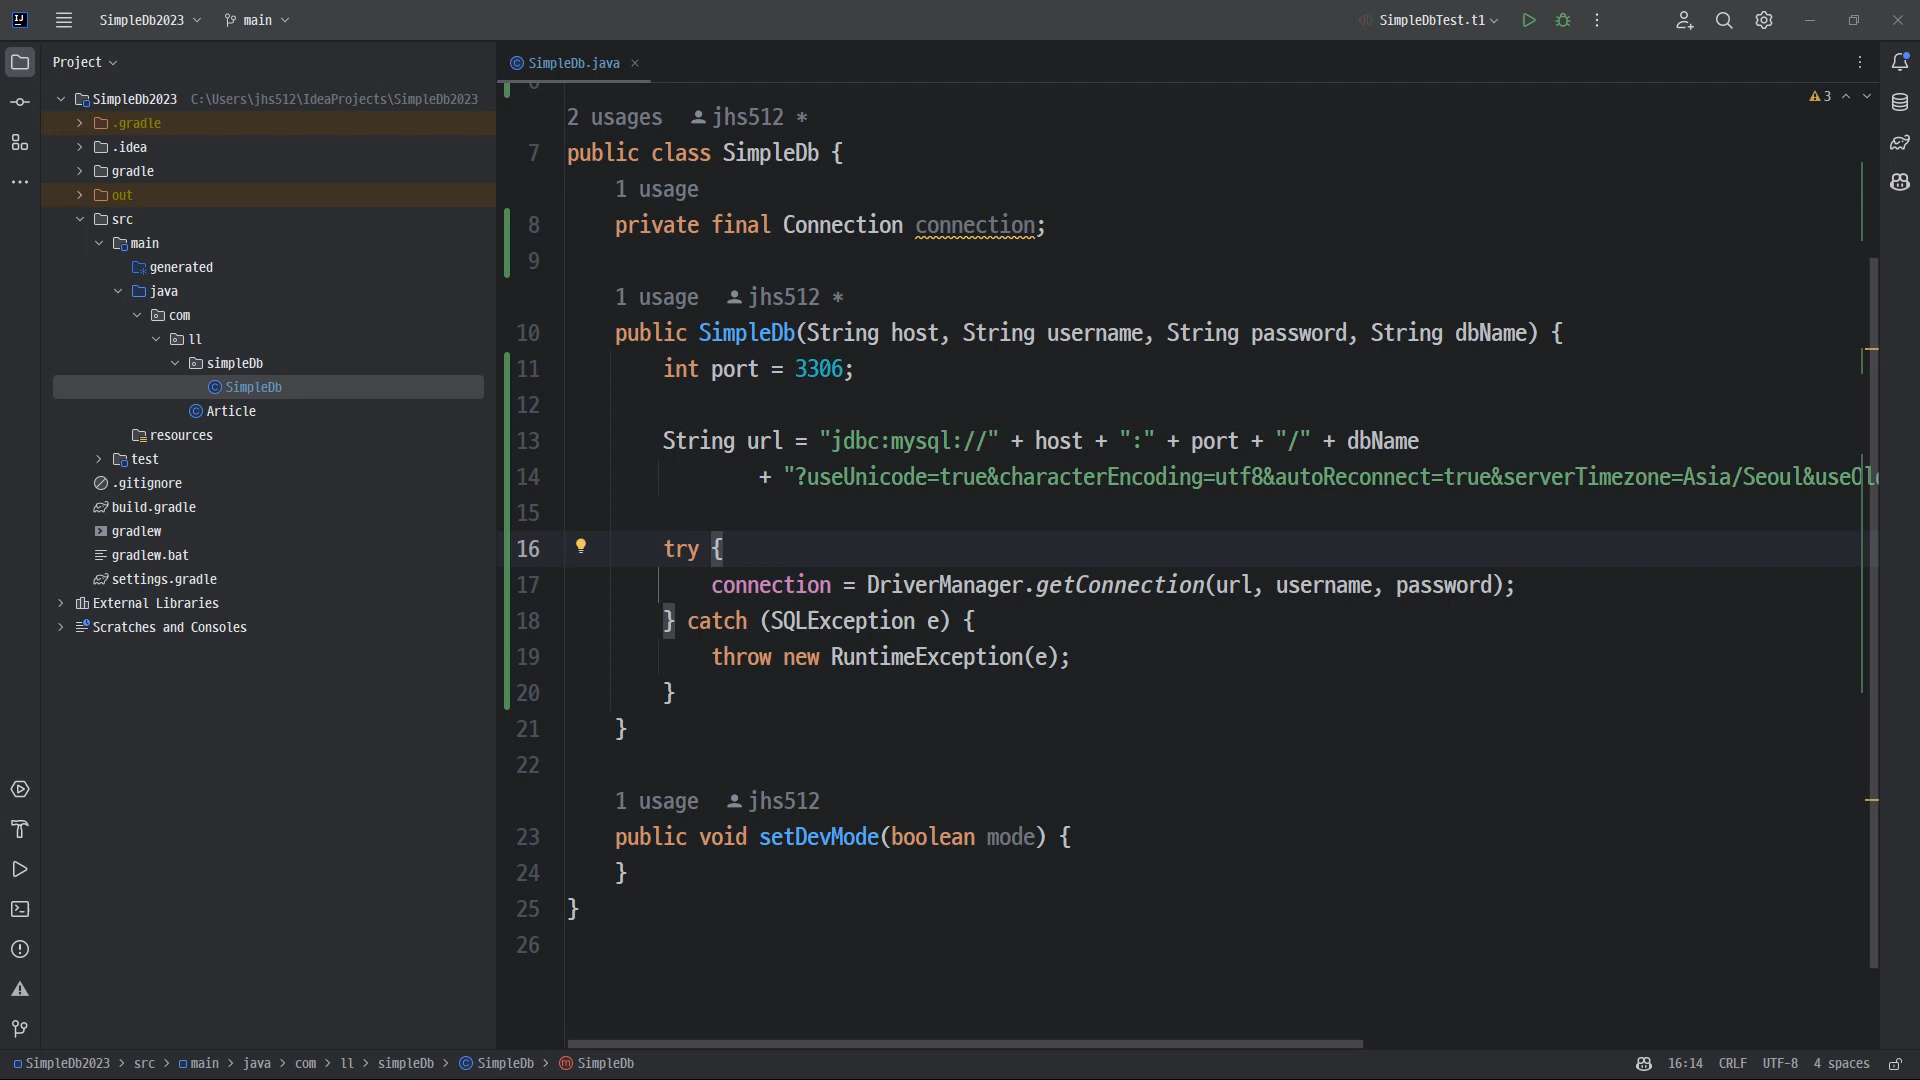 SimpleDb2023
main
SimpleDbTest.t1
Project
SimpleDb2023 C:\Users\jhs512\IdeaProjects\SimpleDb2023
.gradle
.idea
gradle
out
src
main
generated
java
com
ll
simpleDb
SimpleDb
Article
resources
test
.gitignore
build.gradle
gradlew
gradlew.bat
settings.gradle
External Libraries
Scratches and Consoles
SimpleDb.java
3
2 usages jhs512 *
7 public class SimpleDb {
1 usage
8 private final Connection connection;
9
1 usage jhs512 *
10 public SimpleDb(String host, String username, String password, String dbName) {
11 int port = 3306;
12
13 String url = "jdbc:mysql://" + host + ":" + port + "/" + dbName
14 + "?useUnicode=true&characterEncoding=utf8&autoReconnect=true&serverTimezone=Asia/Seoul&useOl
15
16 try {
17 connection = DriverManager.getConnection(url, username, password);
18 } catch (SQLException e) {
19 throw new RuntimeException(e);
20 }
21 }
22
1 usage jhs512
23 public void setDevMode(boolean mode) {
24 }
25 }
26
SimpleDb2023 > src > main > java > com > ll > simpleDb > SimpleDb > SimpleDb
16:14 CRLF UTF-8 4 spaces